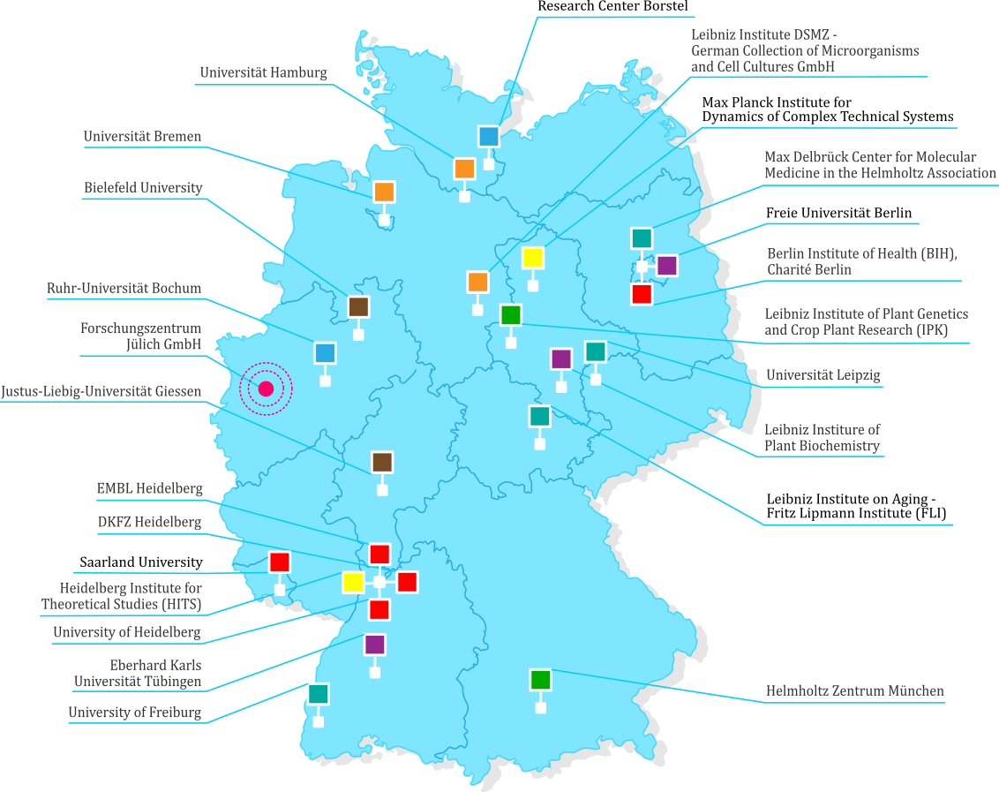 Research Center Borstel
Leibniz Institute DSMZ -
German Collection of Microorganisms
and Cell Cultures GmbH
Universität Hamburg
Max Planck Institute for
Dynamics of Complex Technical Systems
Universität Bremen
Max Delbrück Center for Molecular
Medicine in the Helmholtz Association
Bielefeld University
Freie Universität Berlin
Berlin Institute of Health (BIH),
Charité Berlin
Ruhr-Universität Bochum
Leibniz Institute of Plant Genetics
and Crop Plant Research (IPK)
Forschungszentrum
Jülich GmbH
Universität Leipzig
Justus-Liebig-Universität Giessen
Leibniz Institure of
Plant Biochemistry
EMBL Heidelberg
Leibniz Institute on Aging -
Fritz Lipmann Institute (FLI)
DKFZ Heidelberg
Saarland University
Heidelberg Institute for
Theoretical Studies (HITS)
University of Heidelberg
Eberhard Karls
Universität Tübingen
Helmholtz Zentrum München
University of Freiburg